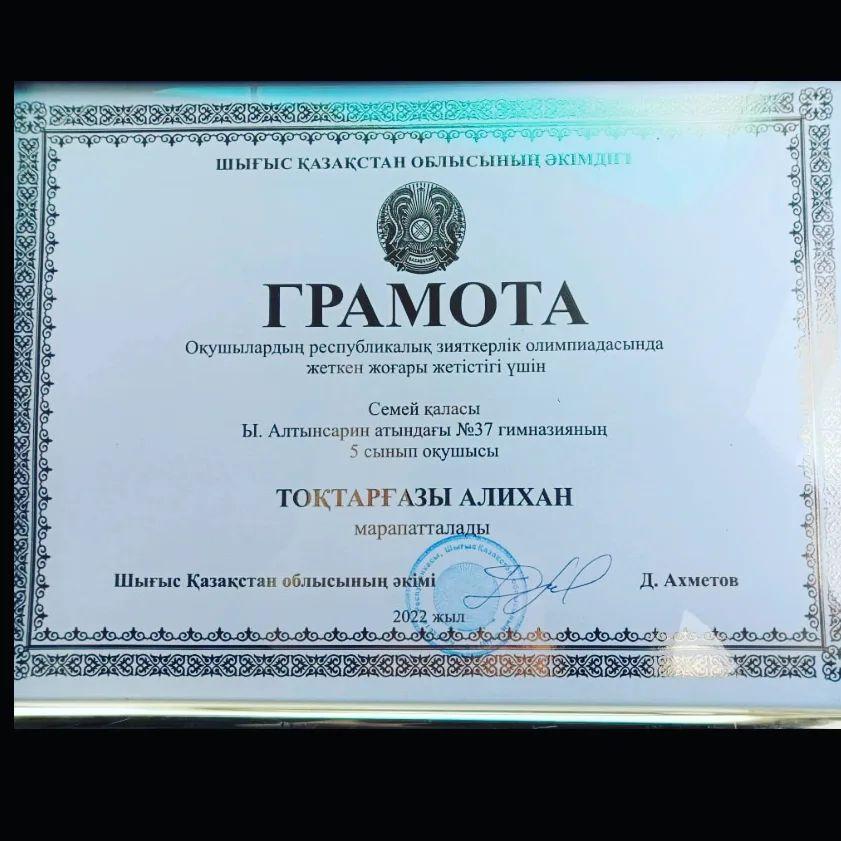 ШЫҒЫС ҚАЗАҚСТАН ОБЛЫСЫНЫҢ ӘКІМДІГІ
ҚАЗАҚСТАН
ГРАМОТА
Оқушылардың республикалық зияткерлік олимпиадасында
жеткен жоғары жетістігі үшін
Семей қаласы
Ы. Алтынсарин атындағы №37 гимназияның
5 сынып оқушысы
ТОҚТАРҒАЗЫ АЛИХАН
марапатталады
Шығыс Қазақстан облысының әкімі Д. Ахметов
2022 жыл